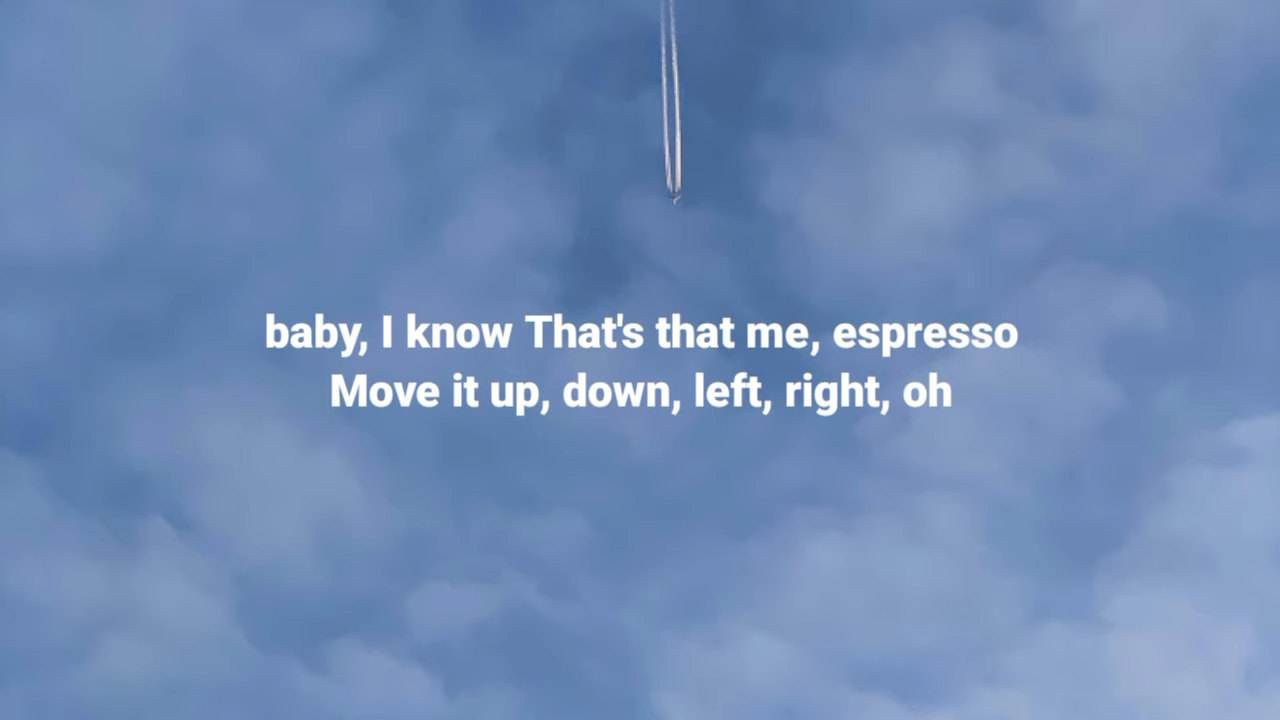 baby, I know That's that me, espresso
Move it up, down, left, right, oh